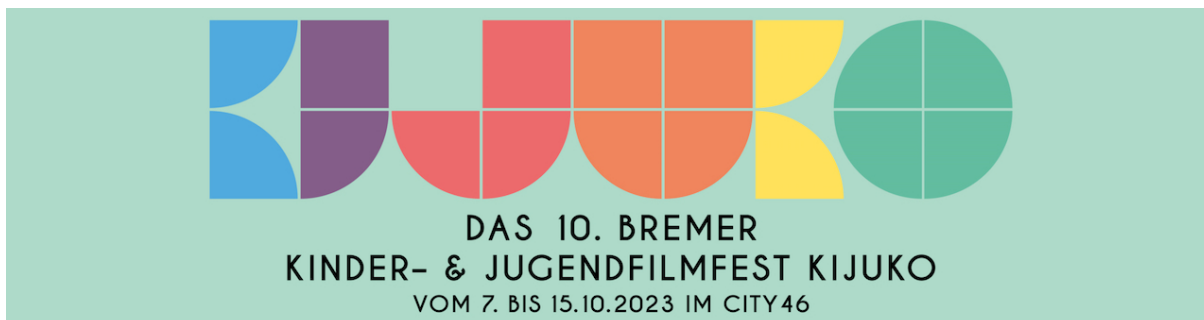 KIJUKO
DAS 10. BREMER
KINDER- & JUGENDFILMFEST KIJUKO
VOM 7. BIS 15.10.2023 IM CITY46